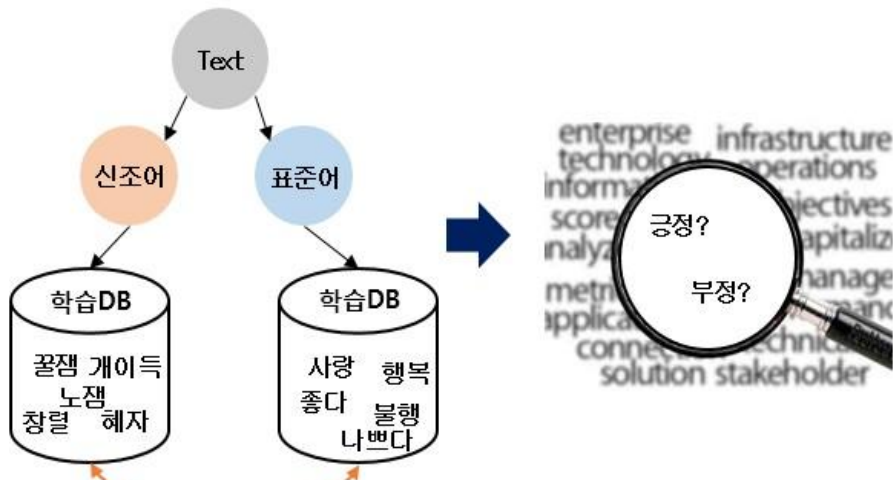 Text
신조어
표준어
학습DB
꿀잼 개이득
노잼
창렬 혜자
학습DB
사랑 행복
좋다 불행
나쁘다
enterprise infrastructure
technology operations
score
긍정?
부정?
solution stakeholder